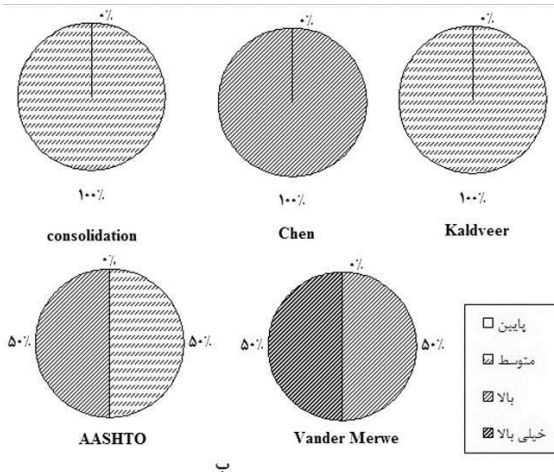 ۰٪
۰٪
۰٪
۱۰۰٪
۱۰۰٪
۱۰۰٪
consolidation
Chen
Kaldveer
۰٪
۰٪
۵۰٪
۵۰٪
۵۰٪
۵۰٪
AASHTO
Vander Merwe
پایین
متوسط
بالا
خیلی بالا
ب